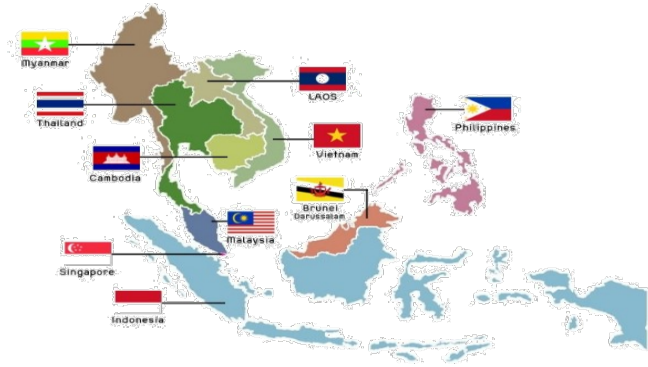 Myanmar
LAOS
Thailand
Philippines
Vietnam
Cambodia
Brunei
Darussalam
Malaysia
Singapore
Indonesia